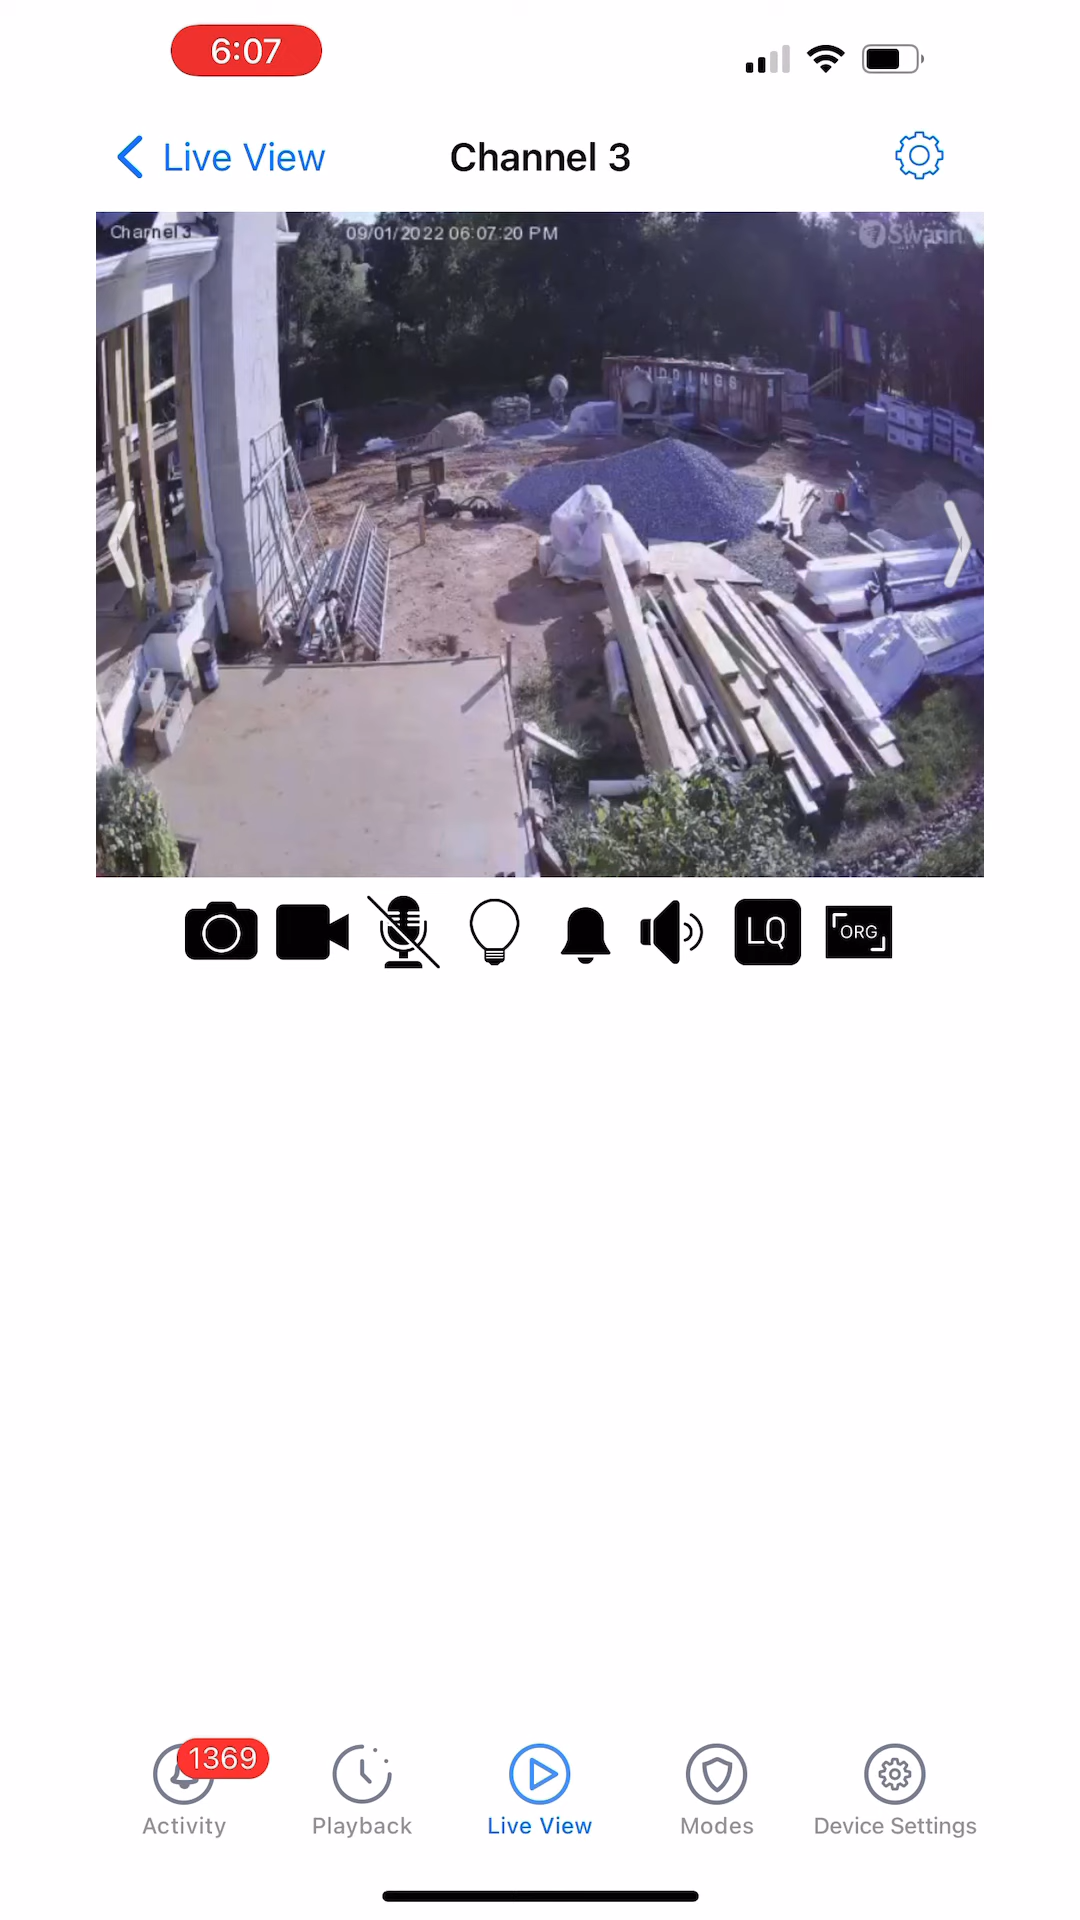 6:07
Live View
Channel 3
Channel 3
09/01/2022 06:07:20 PM
Swann
LQ
ORG
1369
Activity
Playback
Live View
Modes
Device Settings